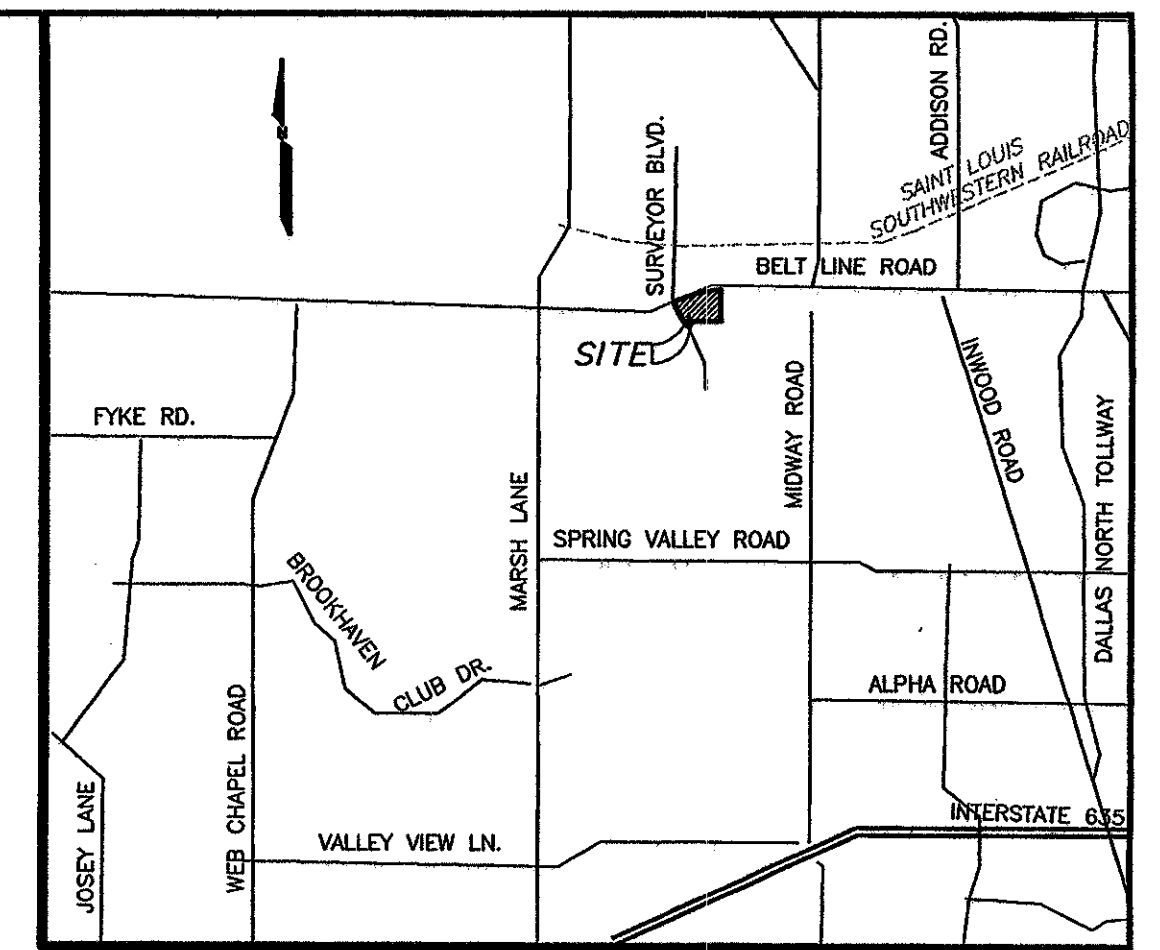 ADDISON RD.
SURVEYOR BLVD.
N
SAINT LOUIS
SOUTHWESTERN RAILROAD
BELT LINE ROAD
SITE
INWOOD ROAD
MIDWAY ROAD
FYKE RD.
DALLAS NORTH TOLLWAY
MARSH LANE
SPRING VALLEY ROAD
BROOKHAVEN
CLUB DR.
ALPHA ROAD
WEB CHAPEL ROAD
JOSEY LANE
INTERSTATE 635
VALLEY VIEW LN.